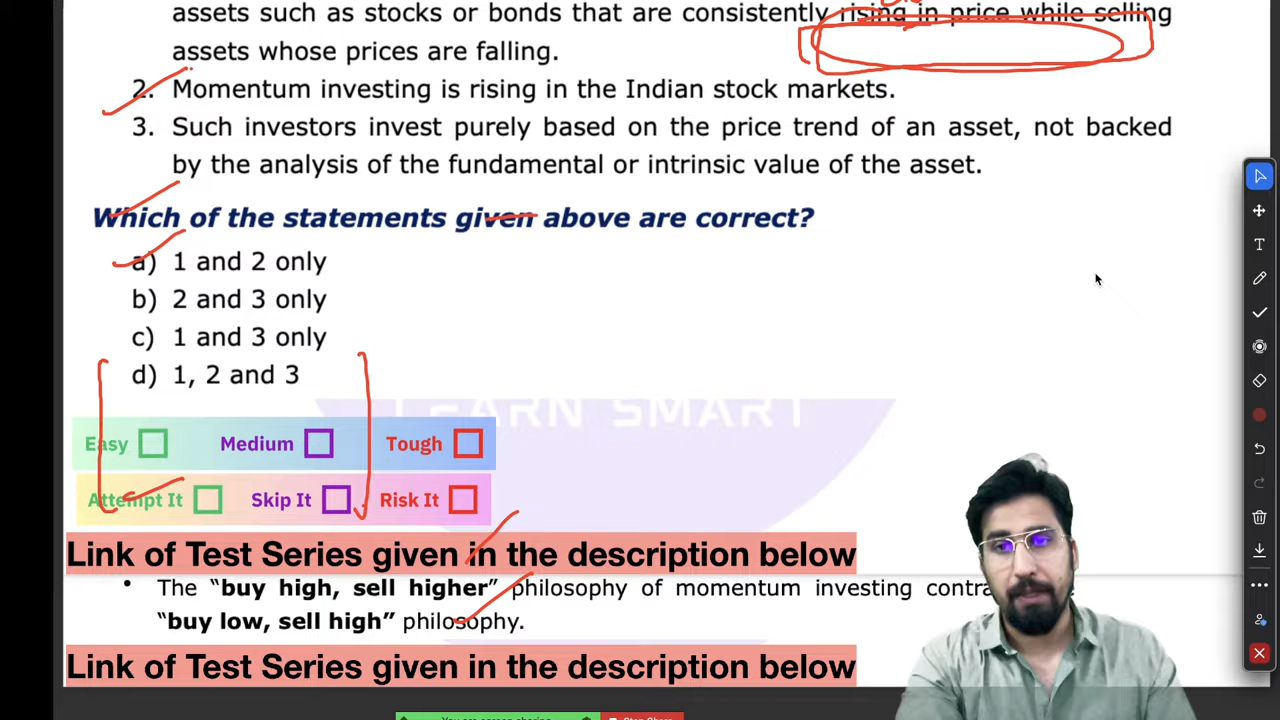 assets such as stocks or bonds that are consistently rising in price while selling
assets whose prices are falling.
2. Momentum investing is rising in the Indian stock markets.
3. Such investors invest purely based on the price trend of an asset, not backed
by the analysis of the fundamental or intrinsic value of the asset.
Which of the statements given above are correct?
a) 1 and 2 only
b) 2 and 3 only
c) 1 and 3 only
d) 1, 2 and 3
LEARN SMART
Easy Medium Tough
Attempt It Skip It Risk It
Link of Test Series given in the description below
• The “buy high, sell higher” philosophy of momentum investing
“buy low, sell high” philosophy.
Link of Test Series given in the description below